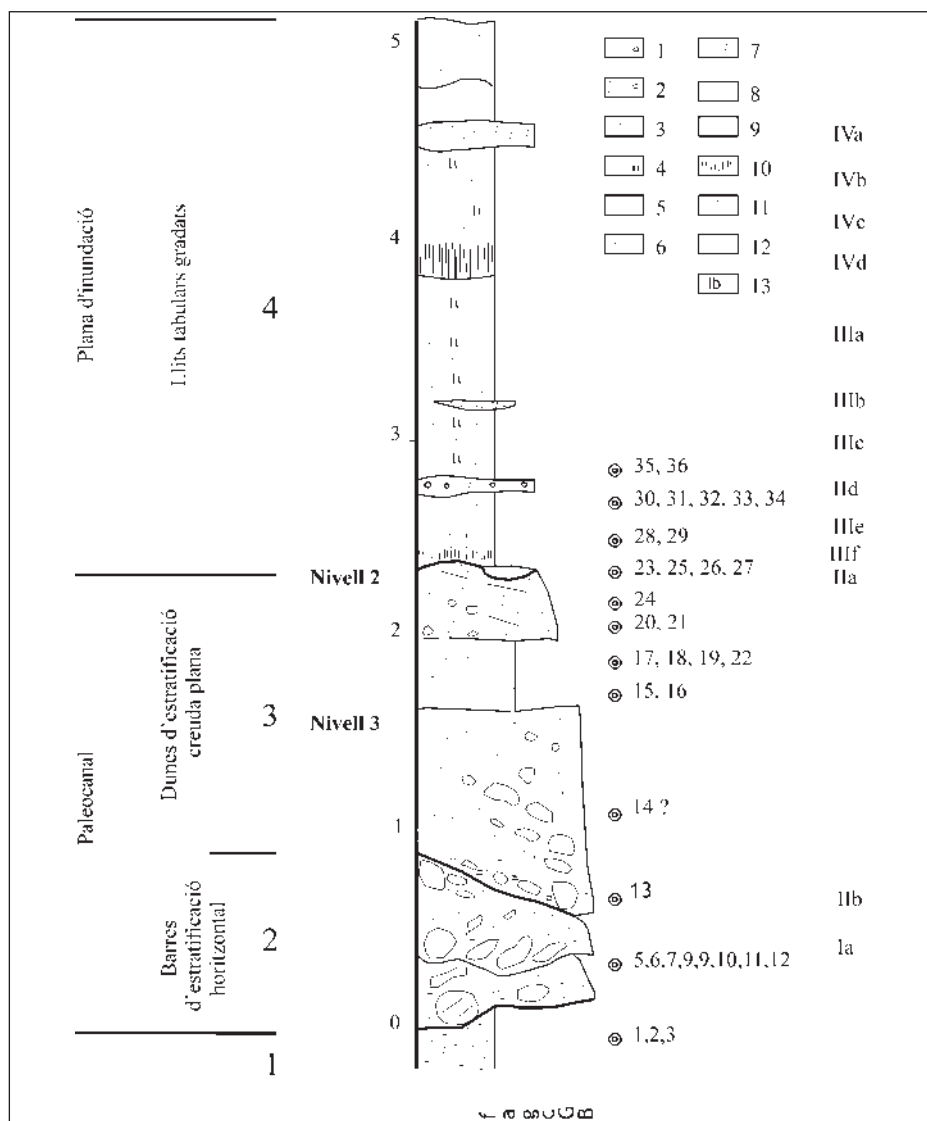 5
1
7
2
8
3
9
IVa
4
10
IVb
5
11
IVc
4
6
12
IVd
Ib
13
Plana d'inundació
Llits tabulars gradats
4
IIIa
IIIb
3
IIIc
35, 36
IId
30, 31, 32. 33, 34
IIIe
28, 29
IIIf
Nivell 2
23, 25, 26, 27
IIa
24
2
20, 21
17, 18, 19, 22
15. 16
Paleocanal
Dunes d'estratificació
creuda plana
3
Nivell 3
14 ?
1
13
IIb
Barres
d'estratificació
horitzontal
2
Ia
5,6.7,9,9,10,11,12
0
1,2,3
1
f a g c G B